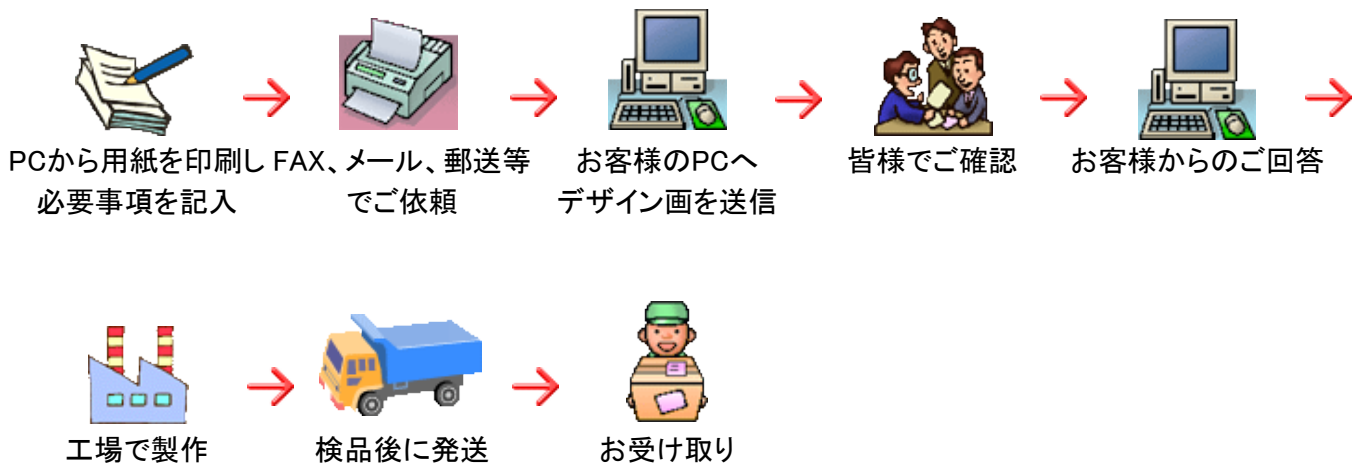 PCから用紙を印刷し
必要事項を記入
FAX、メール、郵送等
でご依頼
お客様のPCへ
デザイン画を送信
皆様でご確認
お客様からのご回答
工場で製作
検品後に発送
お受け取り